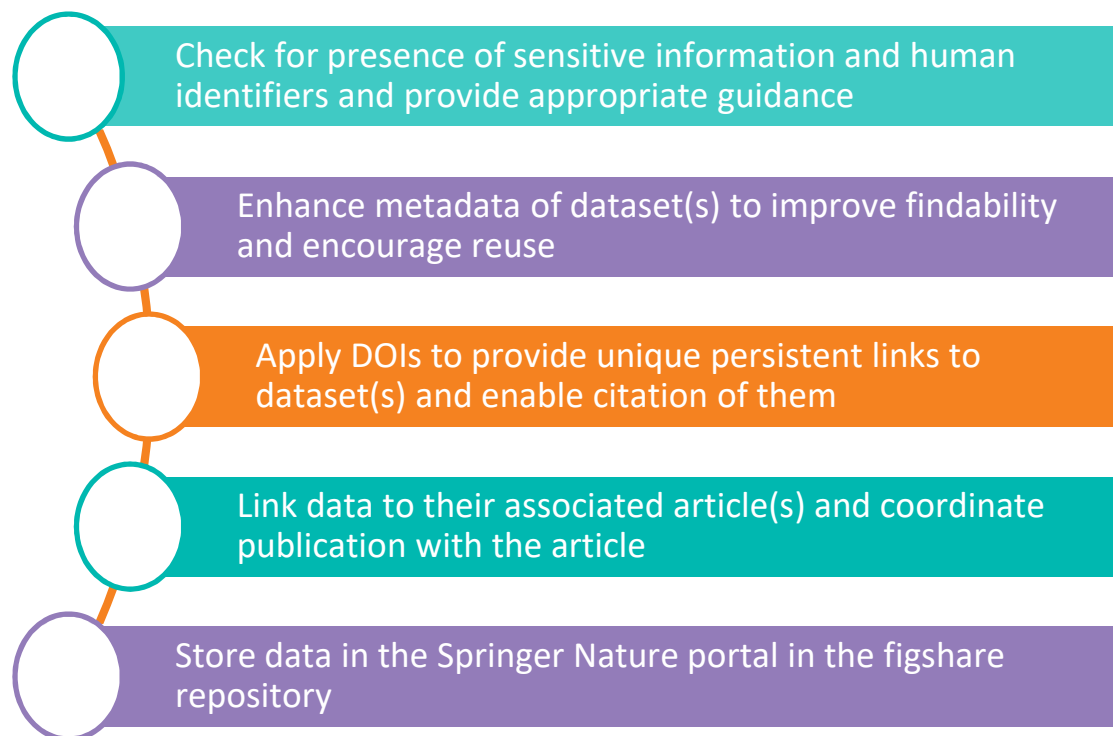 Check for presence of sensitive information and human
identifiers and provide appropriate guidance
Enhance metadata of dataset(s) to improve findability
and encourage reuse
Apply DOIs to provide unique persistent links to
dataset(s) and enable citation of them
Link data to their associated article(s) and coordinate
publication with the article
Store data in the Springer Nature portal in the figshare
repository